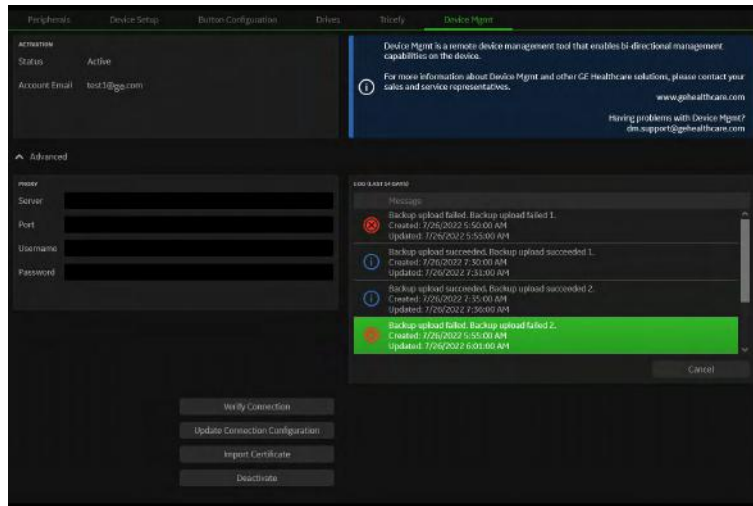 Peripherals
Device Setup
Button Configuration
Drives
Tricefy
Device Mgmt
ACTIVATION
Status Active
Account Email test1@ge.com
Device Mgmt is a remote device management tool that enables bi-directional management
capabilities on the device.
For more information about Device Mgmt and other GE Healthcare solutions, please contact your
sales and service representatives.
www.gehealthcare.com
Having problems with Device Mgmt?
dm.support@gehealthcare.com
Advanced
PROXY
Server
Port
Username
Password
LOG (LAST 14 DAYS)
Message
Backup upload failed. Backup upload failed 1.
Created: 7/26/2022 5:50:00 AM
Updated: 7/26/2022 5:55:00 AM
Backup upload succeeded. Backup upload succeeded 1.
Created: 7/26/2022 7:30:00 AM
Updated: 7/26/2022 7:31:00 AM
Backup upload succeeded. Backup upload succeeded 2.
Created: 7/26/2022 7:35:00 AM
Updated: 7/26/2022 7:36:00 AM
Backup upload failed. Backup upload failed 2.
Created: 7/26/2022 5:55:00 AM
Updated: 7/26/2022 6:01:00 AM
Cancel
Verify Connection
Update Connection Configuration
Import Certificate
Deactivate